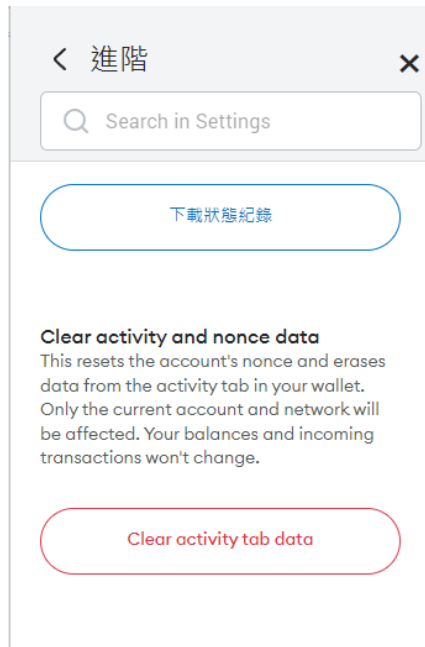 進階
Search in Settings
下載狀態紀錄
Clear activity and nonce data
This resets the account's nonce and erases
data from the activity tab in your wallet.
Only the current account and network will
be affected. Your balances and incoming
transactions won't change.
Clear activity tab data